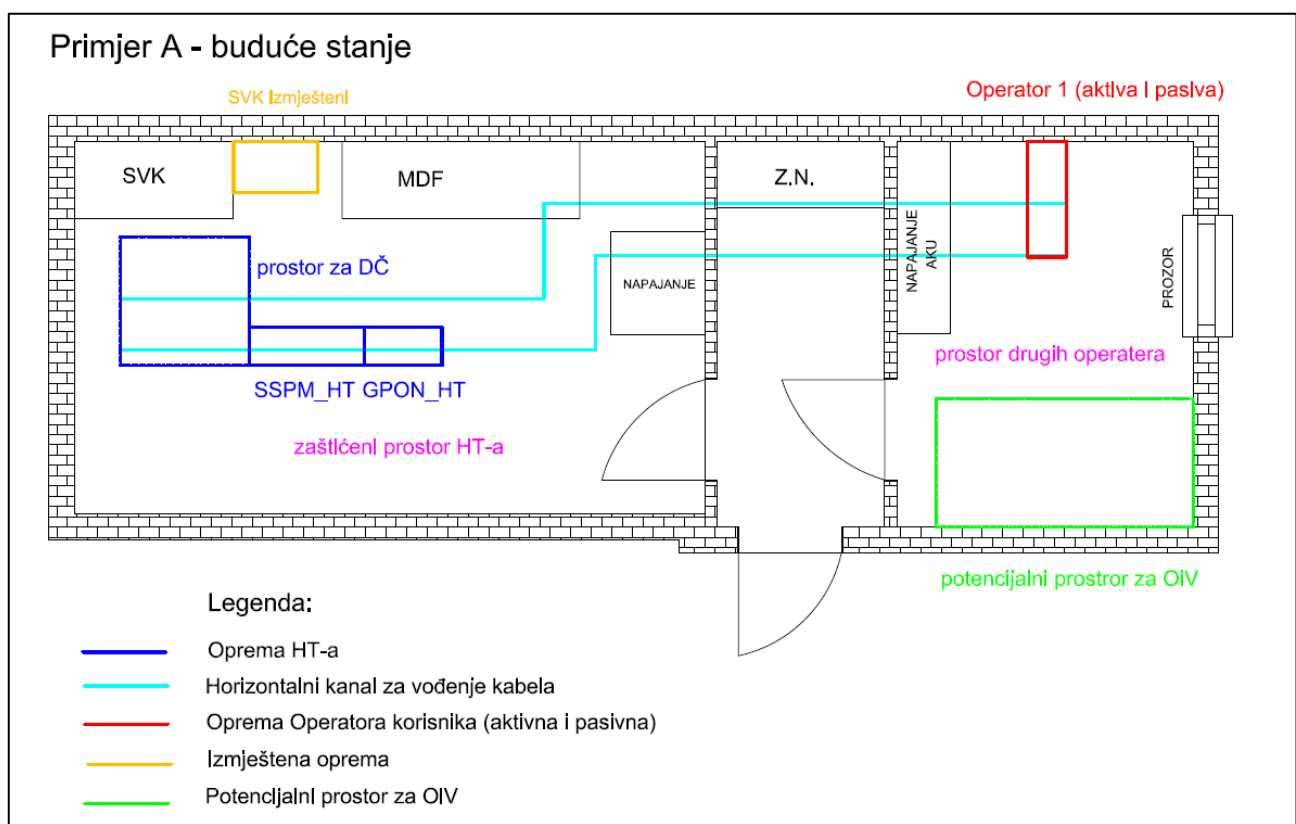 Primjer A - buduće stanje
SVK Izmješteni
Operator 1 (aktiva i pasiva)
SVK
MDF
Z.N.
prostor za DČ
NAPAJANJE
NAPAJANJE
AKU
PROZOR
prostor drugih operatera
SSPM_HT GPON_HT
zaštićeni prostor HT-a
potencijalni prostror za OiV
Legenda:
Oprema HT-a
Horizontalni kanal za vođenje kabela
Oprema Operatora korisnika (aktivna i pasivna)
Izmještena oprema
Potencijalni prostor za OIV